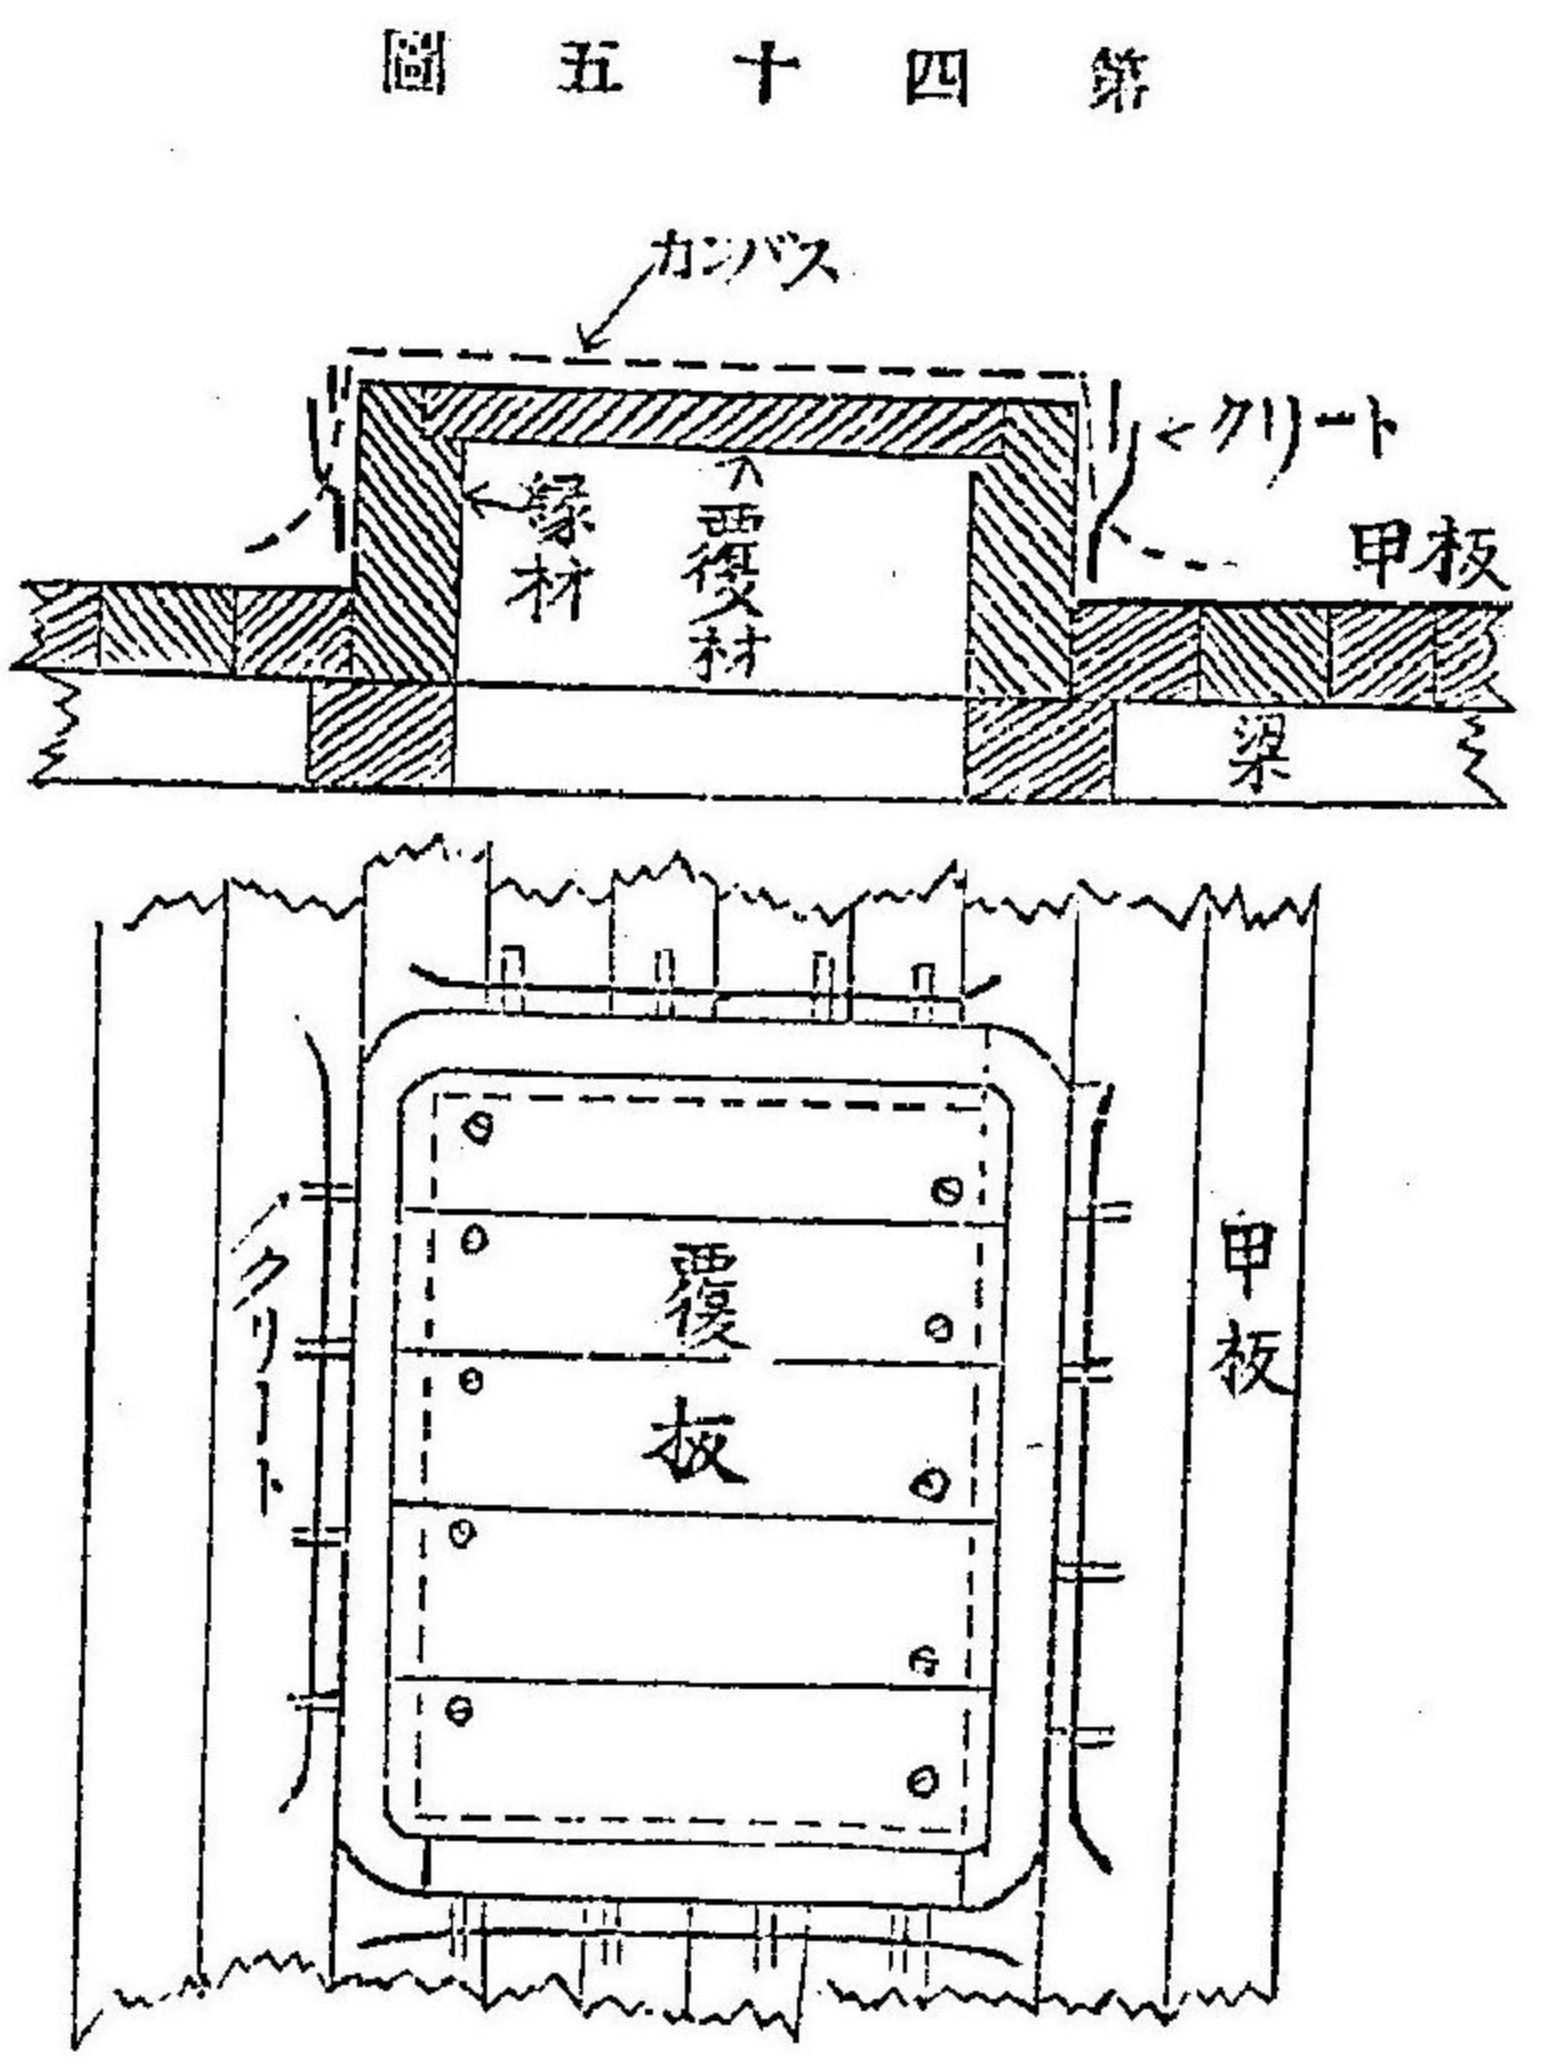 第四十五圖
カンバス
クリート
縁材
覆材
甲板
梁
クリート
覆板
甲板